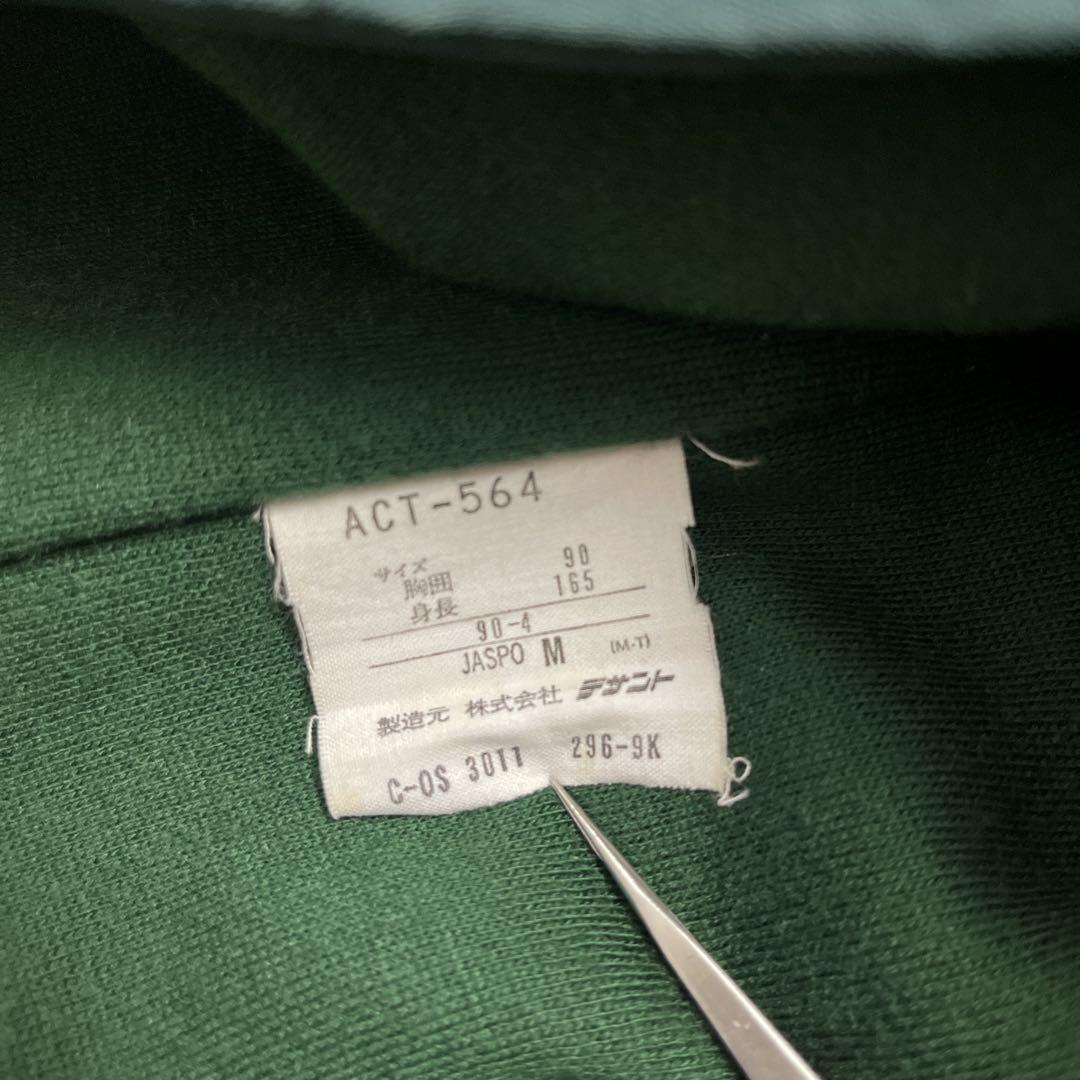 ACT-564
サイズ
胸囲 90
身長 165
90-4
JASPO M (M-T)
製造元 株式会社 デサント
C-OS 3011 296-9K